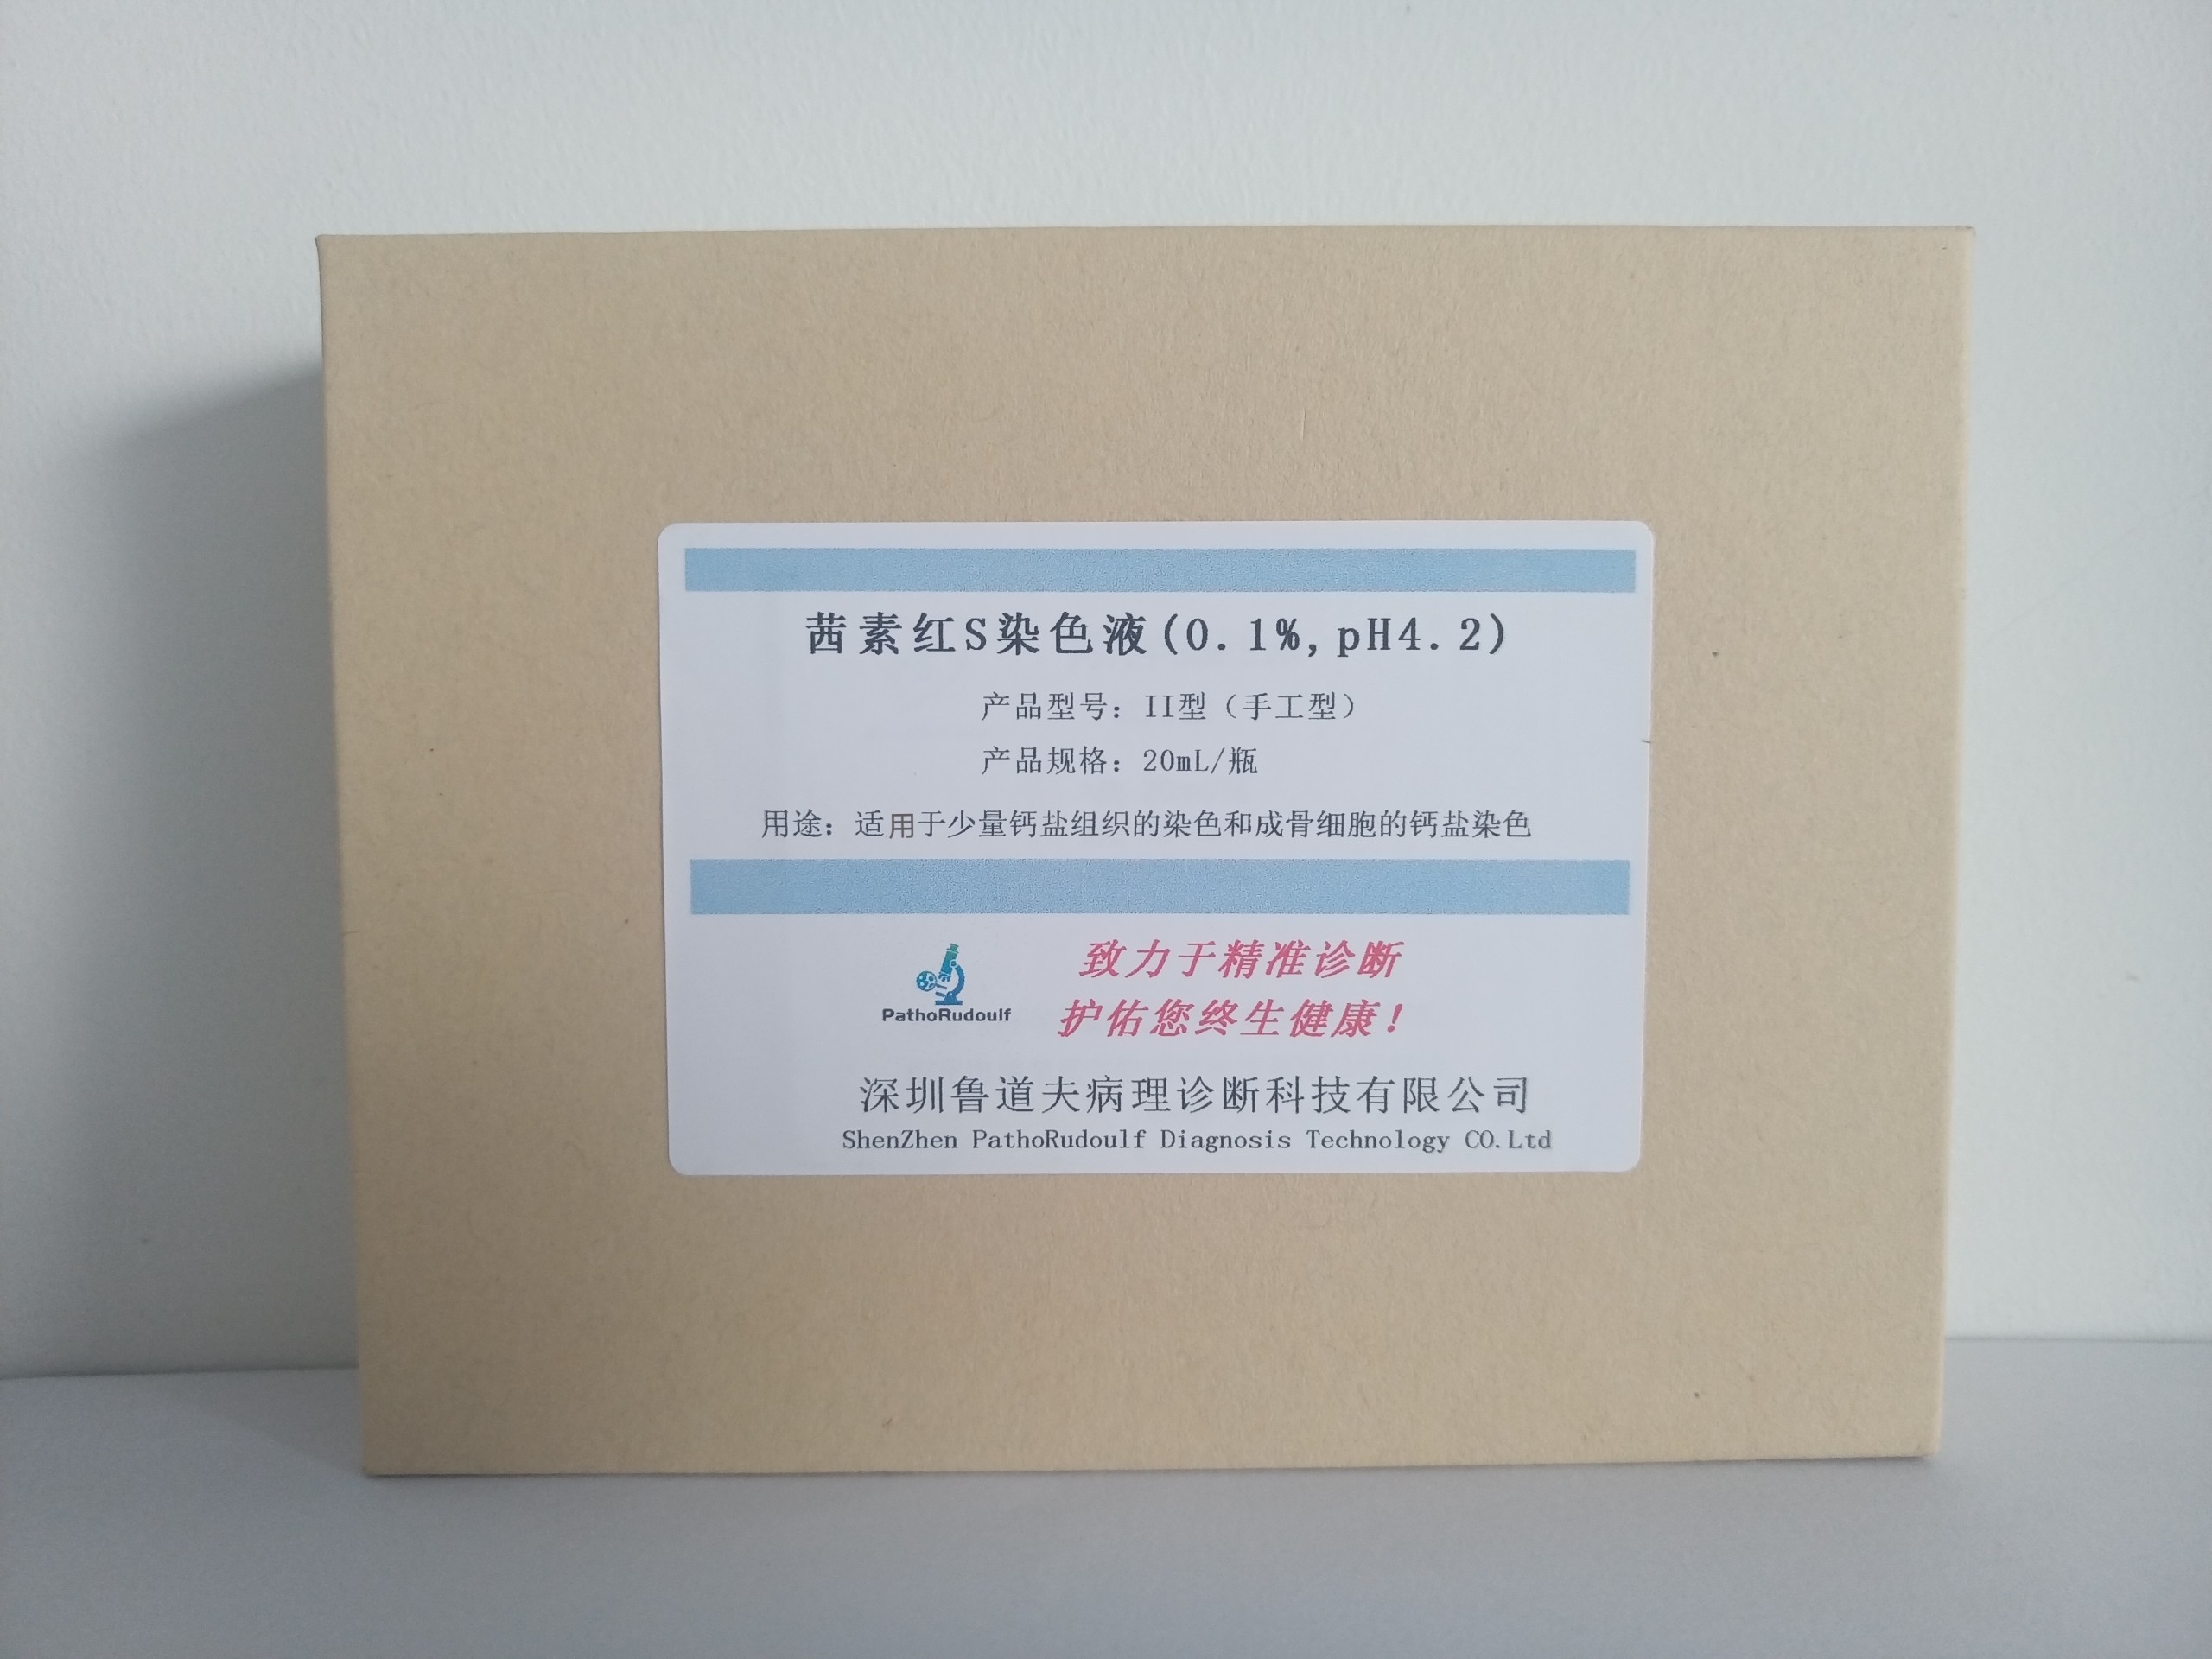 茜素红S染色液(0.1%,pH4.2)
产品型号：II型（手工型）
产品规格：20mL/瓶
用途：适用于少量钙盐组织的染色和成骨细胞的钙盐染色
致力于精准诊断
护佑您终生健康！
PathoRudoulf
深圳鲁道夫病理诊断科技有限公司
ShenZhen PathoRudoulf Diagnosis Technology CO.Ltd